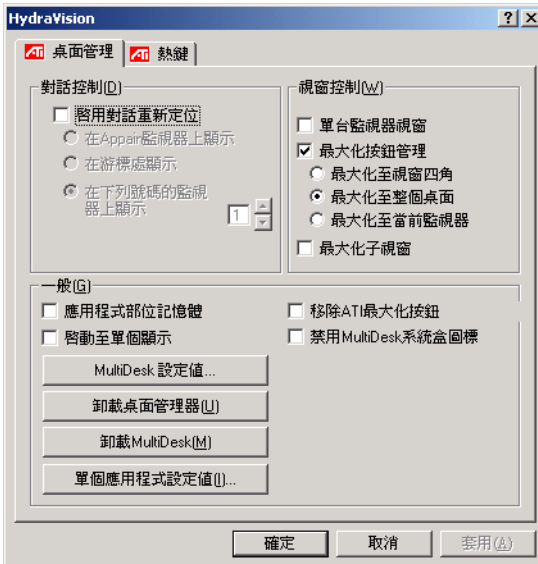 HydraVision
ATI 桌面管理 ATI 熱鍵
對話控制(D)
啓用對話重新定位
在Appair監視器上顯示
在游標處顯示
在下列號碼的監視
器上顯示
1
視窗控制(W)
單台監視器視窗
最大化按鈕管理
最大化至視窗四角
最大化至整個桌面
最大化至當前監視器
最大化子視窗
一般(G)
應用程式部位記憶體
啓動至單個顯示
移除ATI最大化按鈕
禁用MultiDesk系統盒圖標
MultiDesk 設定值...
卸載桌面管理器(U)
卸載MultiDesk(M)
單個應用程式設定值(I)...
確定 取消 套用(A)